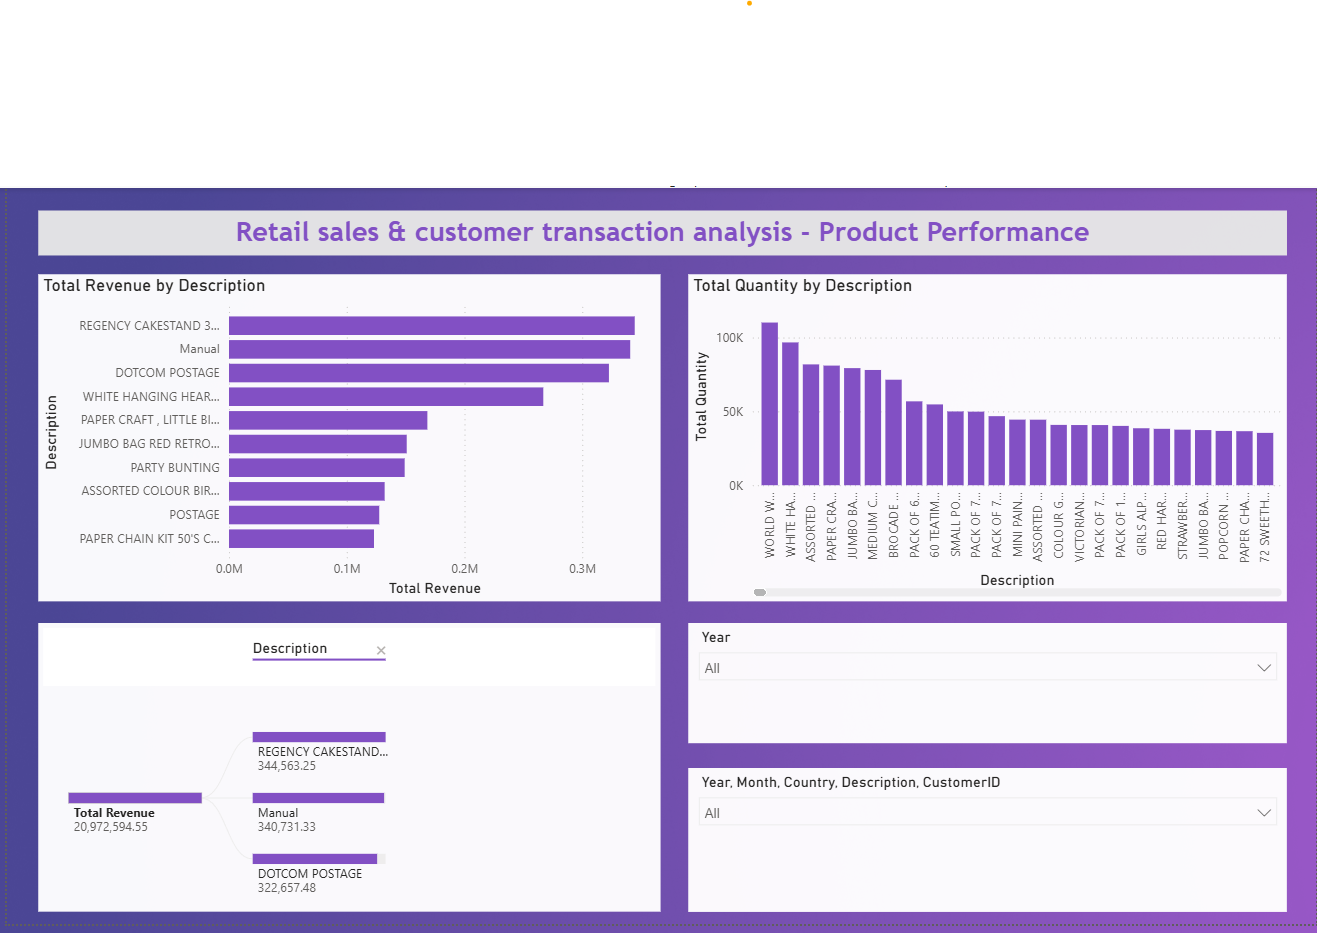 Retail sales & customer transaction analysis - Product Performance
Total Revenue by Description
Description
REGENCY CAKESTAND 3...
Manual
DOTCOM POSTAGE
WHITE HANGING HEAR...
PAPER CRAFT , LITTLE BI...
JUMBO BAG RED RETRO...
PARTY BUNTING
ASSORTED COLOUR BIR...
POSTAGE
PAPER CHAIN KIT 50'S C...
0.0M 0.1M 0.2M 0.3M
Total Revenue
Total Quantity by Description
Total Quantity
100K
50K
0K
WORLD W...
WHITE HA...
ASSORTED ...
PAPER CRA...
JUMBO BA...
MEDIUM C...
BROCADE ...
PACK OF 6...
60 TEATIM...
SMALL PO...
PACK OF 7...
PACK OF 7...
MINI PAIN...
ASSORTED ...
COLOUR G...
VICTORIAN...
PACK OF 7...
PACK OF 1...
GIRLS ALP...
RED HAR...
STRAWBER...
JUMBO BA...
POPCORN ...
PAPER CHA...
72 SWEETH...
Description
Description
Total Revenue
20,972,594.55
REGENCY CAKESTAND...
344,563.25
Manual
340,731.33
DOTCOM POSTAGE
322,657.48
Year
All
Year, Month, Country, Description, CustomerID
All